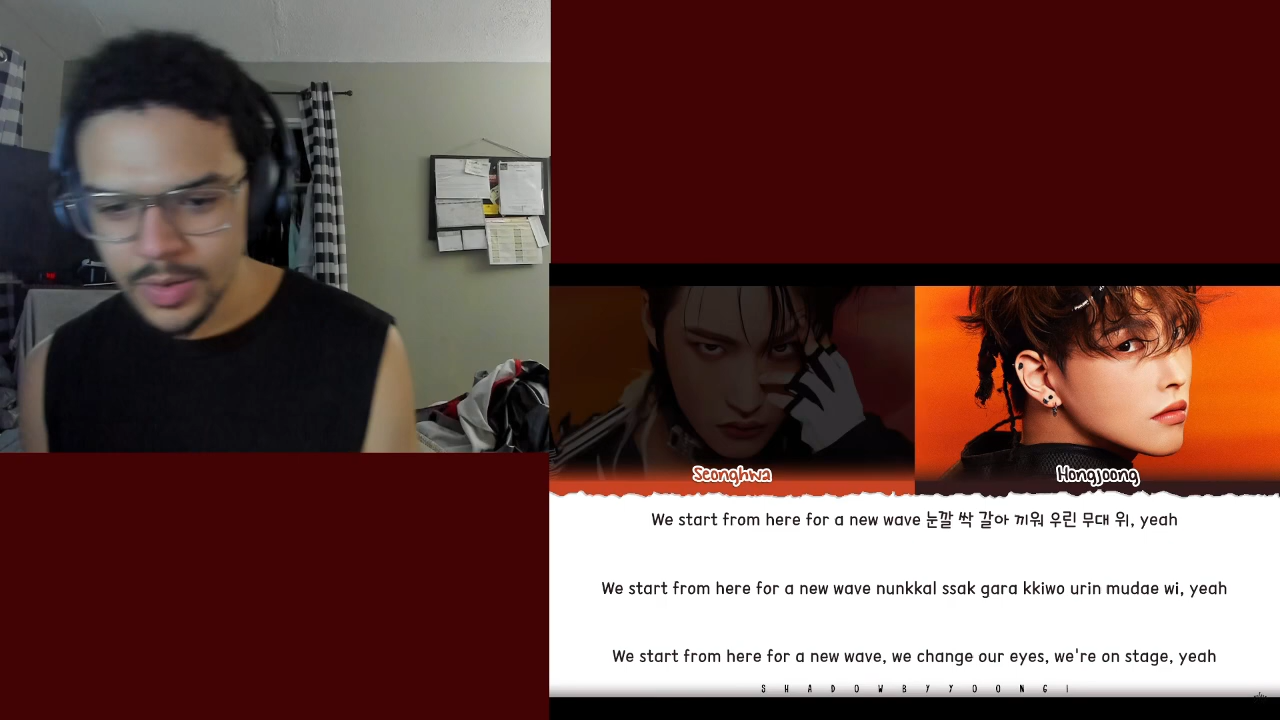 Seonghwa
Hongjoong
We start from here for a new wave 눈깔 싹 갈아 끼워 우린 무대 위, yeah
We start from here for a new wave nunkkal ssak gara kkiwo urin mudae wi, yeah
We start from here for a new wave, we change our eyes, we're on stage, yeah
S H A D O W B Y Y O O N G I